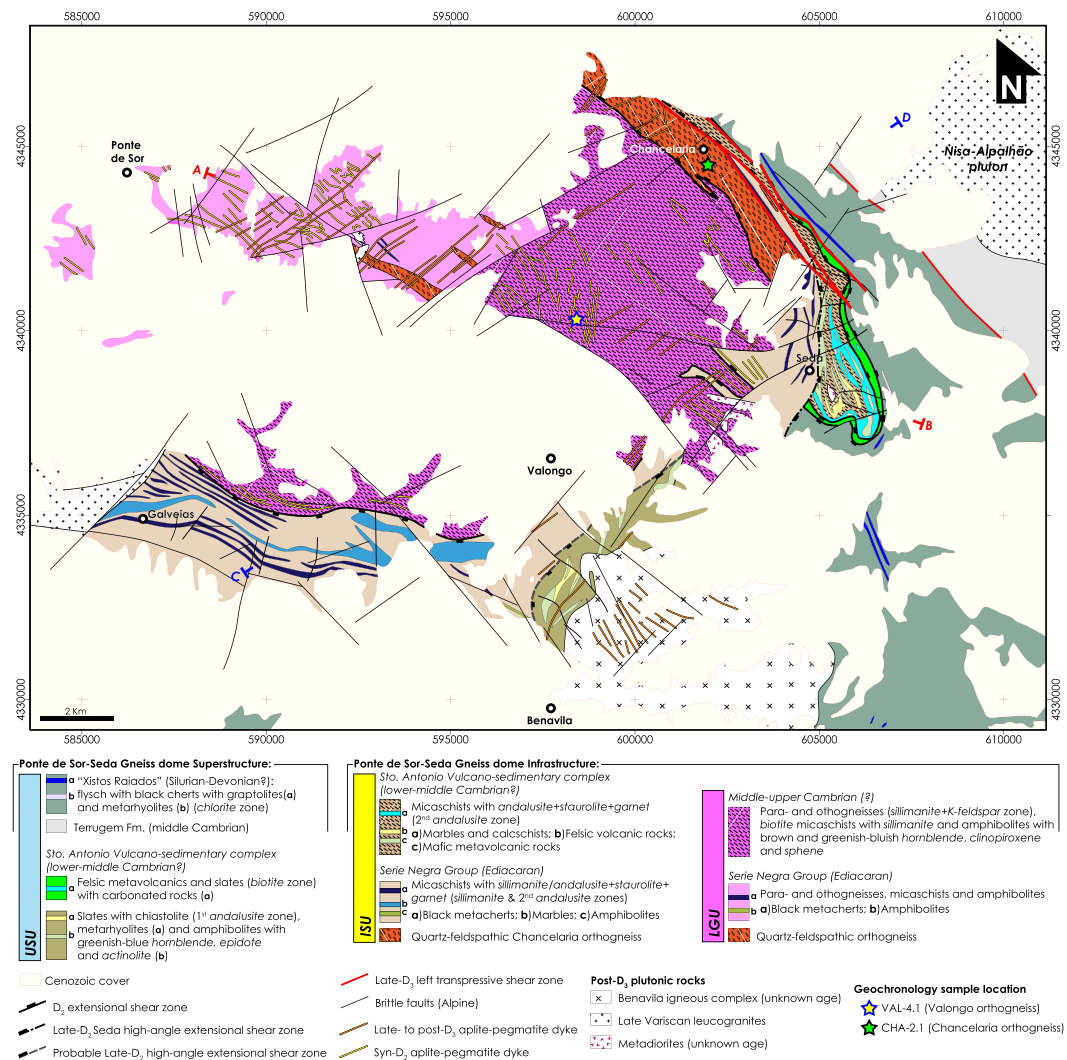 585000 590000 595000 600000 605000 610000
4345000 4345000
4340000 4340000
4335000 4335000
4330000 4330000
N
Ponte
de Sor
A
D
Nisa-Alpalhão
pluton
Chancelaria
Seda
B
Valongo
Galveias
C
Benavila
2 Km
585000 590000 595000 600000 605000 610000
Ponte de Sor-Seda Gneiss dome Superstructure:
USU
a "Xistos Raiados" (Silurian-Devonian?):
b flysch with black cherts with graptolites(a)
and metarhyolites (b) (chlorite zone)
Terrugem Fm. (middle Cambrian)
Sto. Antonio Vulcano-sedimentary complex
(lower-middle Cambrian?)
a Felsic metavolcanics and slates (biotite zone)
with carbonated rocks (a)
a Slates with chiastolite (1st andalusite zone),
b metarhyolites (a) and amphibolites with
greenish-blue hornblende, epidote
and actinolite (b)
Ponte de Sor-Seda Gneiss dome Infrastructure:
ISU
Sto. Antonio Vulcano-sedimentary complex
(lower-middle Cambrian?)
a Micaschists with andalusite+staurolite+garnet
(2nd andalusite zone)
b a)Marbles and calcschists; b)Felsic volcanic rocks;
c c)Mafic metavolcanic rocks
Serie Negra Group (Ediacaran)
a Micaschists with sillimanite/andalusite+staurolite+
b garnet (sillimanite & 2nd andalusite zones)
c a)Black metacherts; b)Marbles; c)Amphibolites
Quartz-feldspathic Chancelaria orthogneiss
LGU
Middle-upper Cambrian (?)
Para- and othogneisses (sillimanite+K-feldspar zone),
biotite micaschists with sillimanite and amphibolites with
brown and greenish-bluish hornblende, clinopiroxene
and sphene
Serie Negra Group (Ediacaran)
a Para- and othogneisses, micaschists and amphibolites
b a)Black metacherts; b)Amphibolites
Quartz-feldspathic orthogneiss
Cenozoic cover
D2 extensional shear zone
Late-D2 Seda high-angle extensional shear zone
Probable Late-D2 high-angle extensional shear zone
Late-D3 left transpressive shear zone
Brittle faults (Alpine)
Late- to post-D3 aplite-pegmatite dyke
Syn-D2 aplite-pegmatite dyke
Post-D3 plutonic rocks
Benavila igneous complex (unknown age)
Late Variscan leucogranites
Metadiorites (unknown age)
Geochronology sample location
VAL-4.1 (Valongo orthogneiss)
CHA-2.1 (Chancelaria orthogneiss)